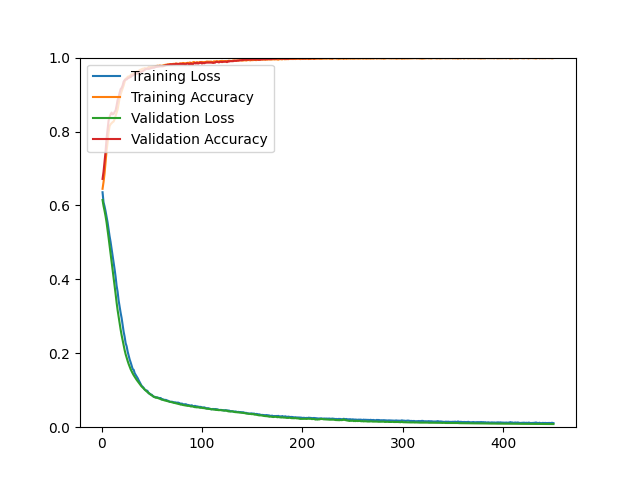 1.0
0.8
0.6
0.4
0.2
0.0
Training Loss
Training Accuracy
Validation Loss
Validation Accuracy
0 100 200 300 400